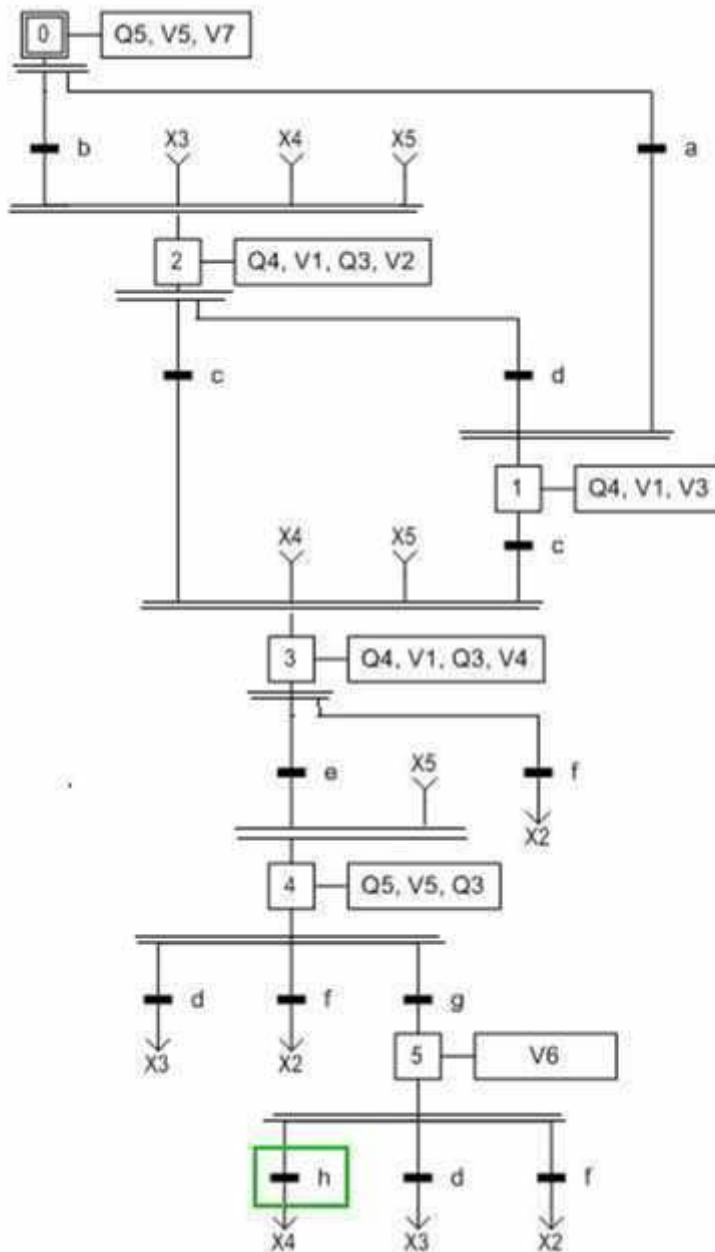 0
Q5, V5, V7
b
X3
X4
X5
a
2
Q4, V1, Q3, V2
c
d
1
Q4, V1, V3
X4
X5
c
3
Q4, V1, Q3, V4
e
X5
f
X2
4
Q5, V5, Q3
d
f
g
X3
X2
5
V6
h
d
f
X4
X3
X2